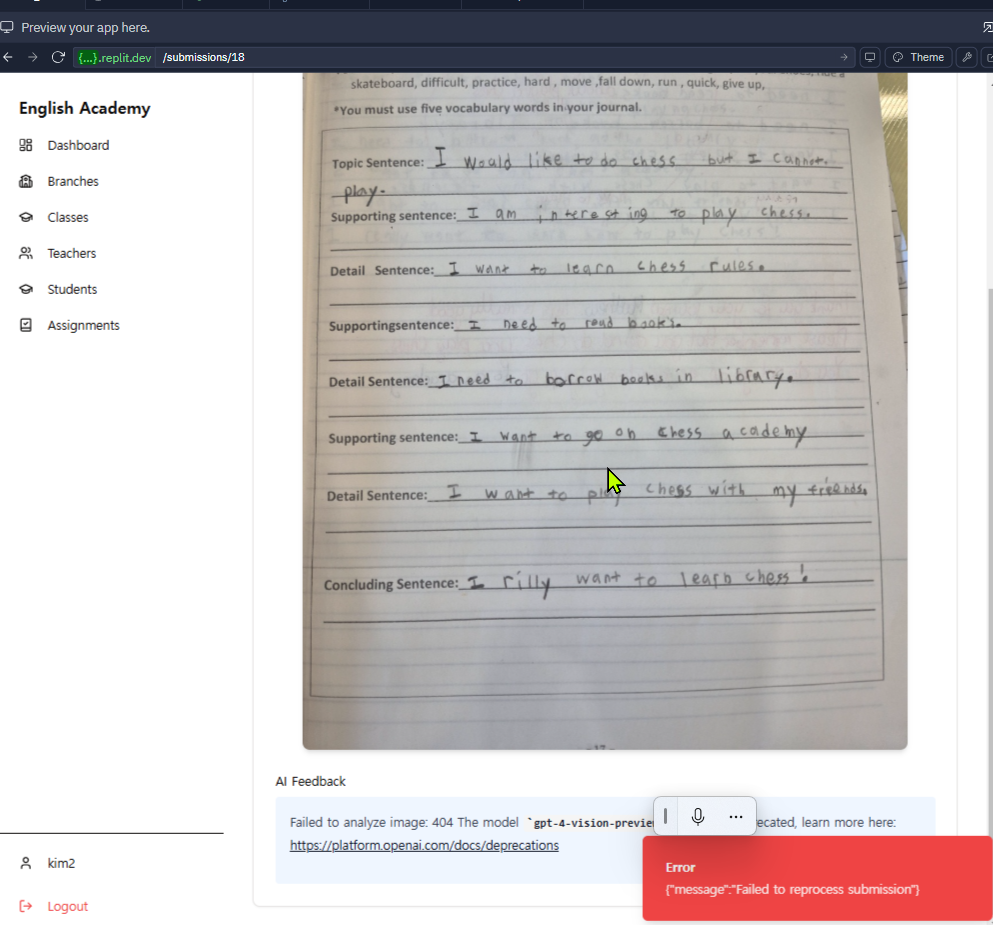 Preview your app here.
{...}.replit.dev /submissions/18
Theme
English Academy
Dashboard
Branches
Classes
Teachers
Students
Assignments
skateboard, difficult, practice, hard , move ,fall down, run , quick, give up,
*You must use five vocabulary words in your journal.
Topic Sentence: I Would like to do chess but I cannot.
play.
Supporting sentence: I am interesting to play chess.
Detail Sentence: I want to learn chess rules.
Supportingsentence: I need to read books.
Detail Sentence: I need to borrow books in library.
Supporting sentence: I want to go on chess academy
Detail Sentence: I want to play chess with my friends.
Concluding Sentence: I rilly want to learn chess!
AI Feedback
Failed to analyze image: 404 The model `gpt-4-vision-previe ecated, learn more here:
https://platform.openai.com/docs/deprecations
Error
{"message":"Failed to reprocess submission"}
kim2
Logout